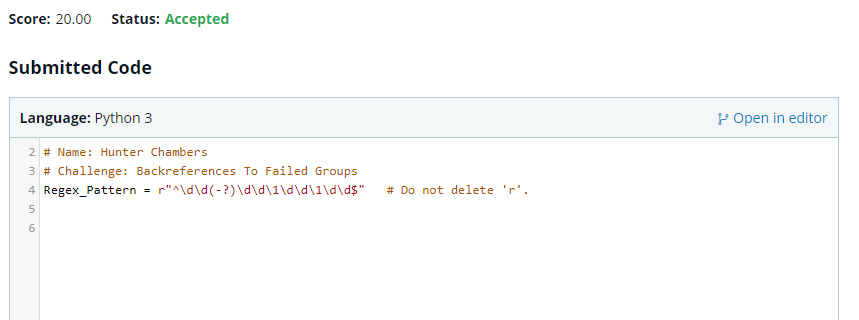 Score: 20.00 Status: Accepted
Submitted Code
Language: Python 3
Open in editor
2 # Name: Hunter Chambers
3 # Challenge: Backreferences To Failed Groups
4 Regex_Pattern = r"^\d\d(-?)\d\d\1\d\d\1\d\d$" # Do not delete 'r'.
5
6